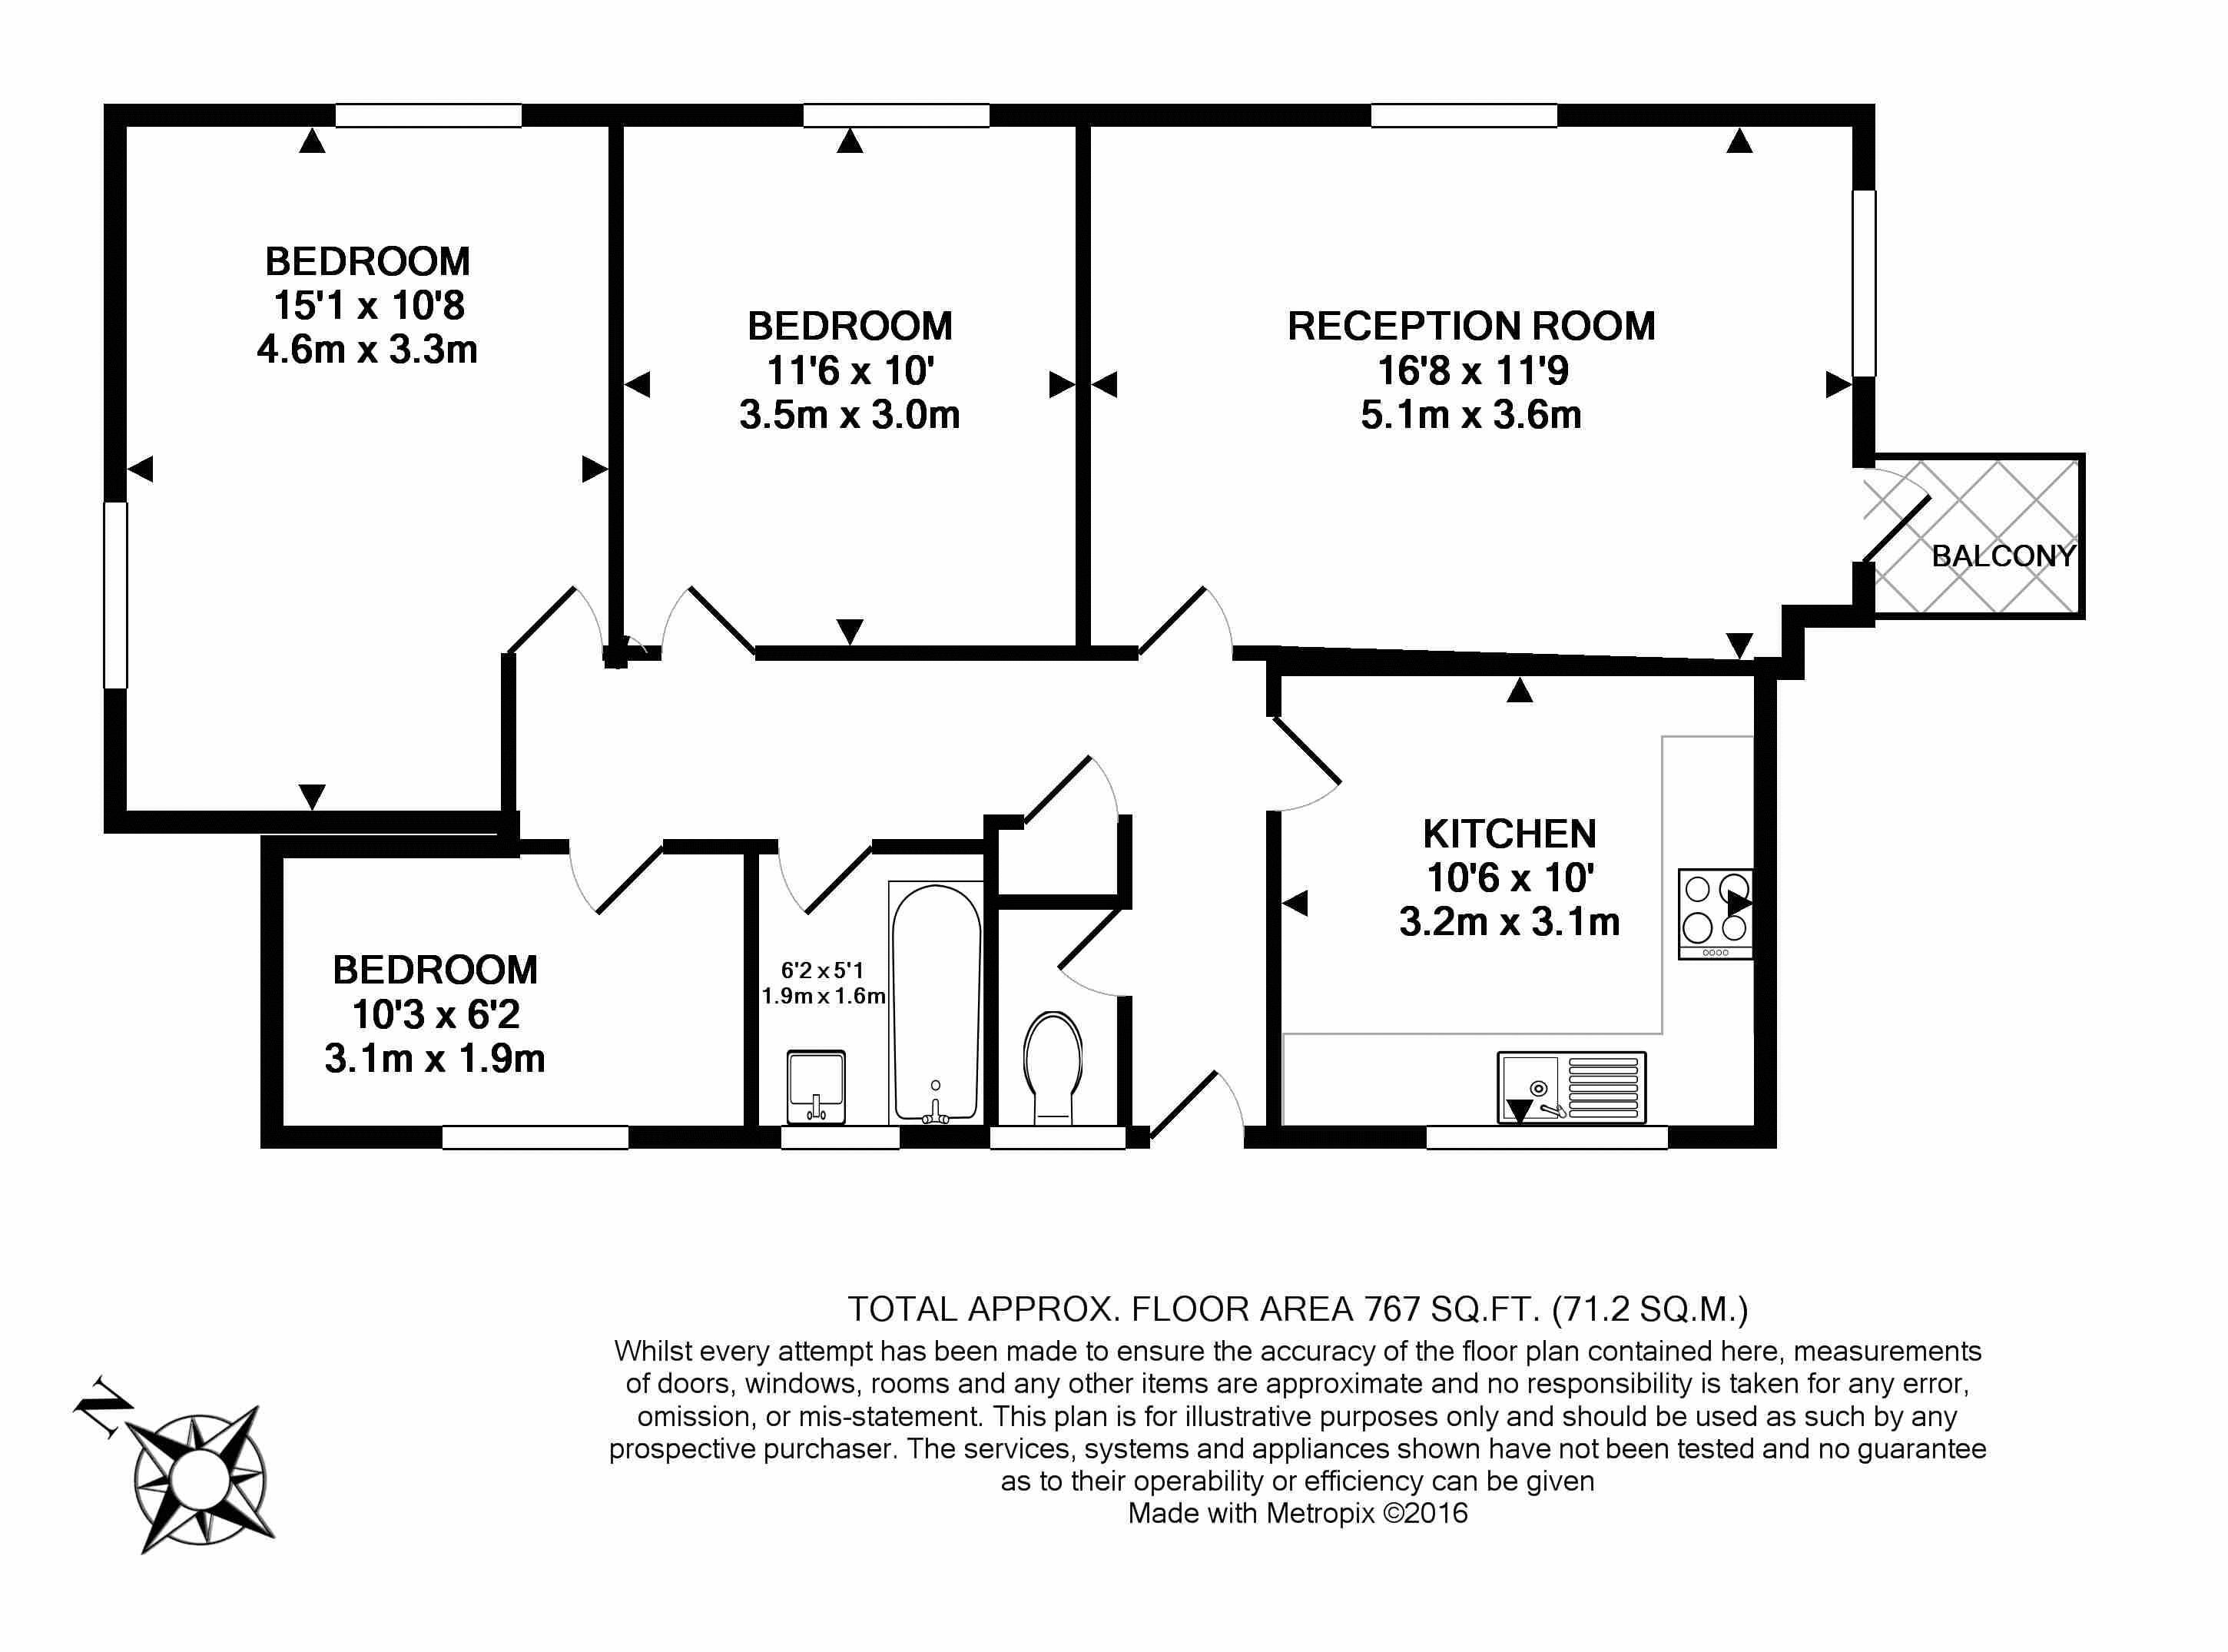 BEDROOM
15'1 x 10'8
4.6m x 3.3m
BEDROOM
11'6 x 10'
3.5m x 3.0m
RECEPTION ROOM
16'8 x 11'9
5.1m x 3.6m
BALCONY
KITCHEN
10'6 x 10'
3.2m x 3.1m
BEDROOM
10'3 x 6'2
3.1m x 1.9m
6'2 x 5'1
1.9m x 1.6m
TOTAL APPROX. FLOOR AREA 767 SQ.FT. (71.2 SQ.M.)
Whilst every attempt has been made to ensure the accuracy of the floor plan contained here, measurements
of doors, windows, rooms and any other items are approximate and no responsibility is taken for any error,
omission, or mis-statement. This plan is for illustrative purposes only and should be used as such by any
prospective purchaser. The services, systems and appliances shown have not been tested and no guarantee
as to their operability or efficiency can be given
Made with Metropix ©2016
N